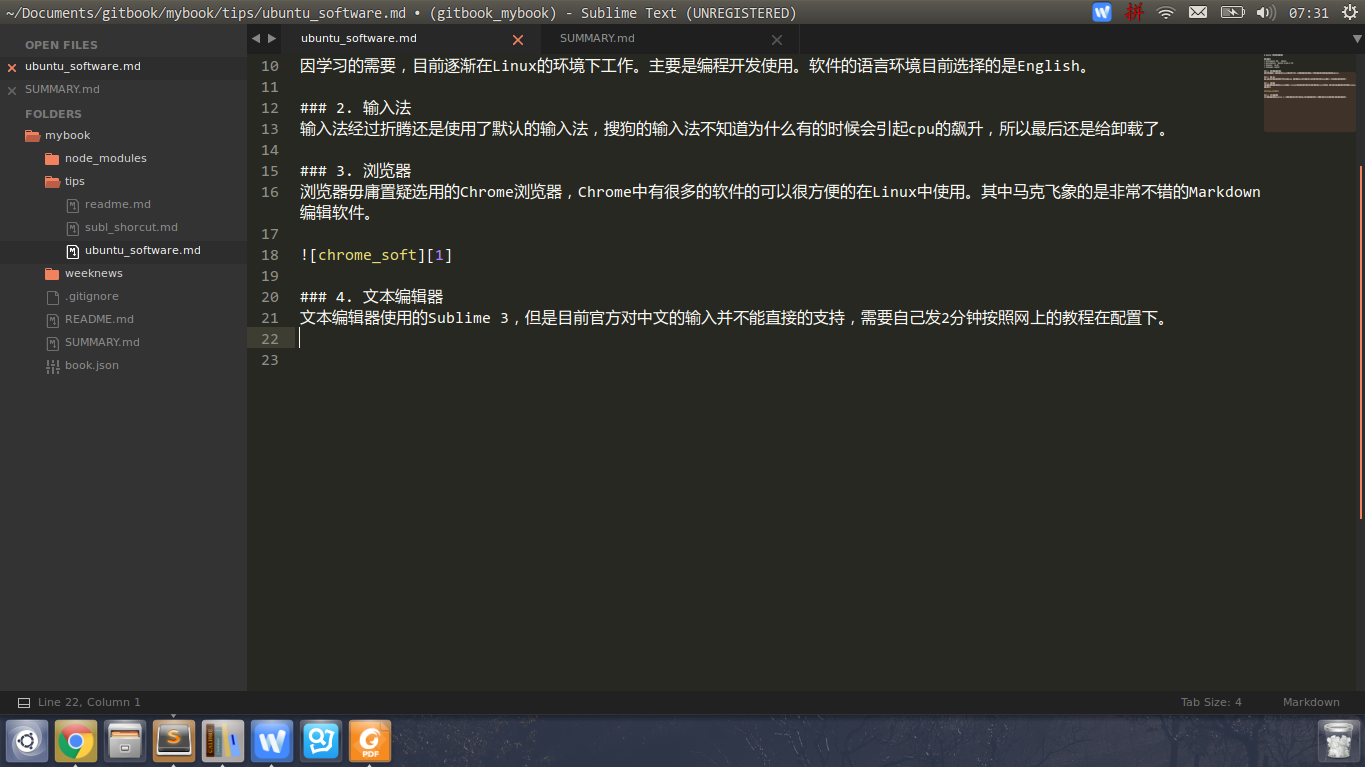 ~/Documents/gitbook/mybook/tips/ubuntu_software.md • (gitbook_mybook) - Sublime Text (UNREGISTERED)
W
拼
07:31
OPEN FILES
ubuntu_software.md
SUMMARY.md
FOLDERS
mybook
node_modules
tips
readme.md
subl_shorcut.md
ubuntu_software.md
weeknews
.gitignore
README.md
SUMMARY.md
book.json
ubuntu_software.md
SUMMARY.md
10 因学习的需要，目前逐渐在Linux的环境下工作。主要是编程开发使用。软件的语言环境目前选择的是English。
11
12 ### 2. 输入法
13 输入法经过折腾还是使用了默认的输入法，搜狗的输入法不知道为什么有的时候会引起cpu的飙升，所以最后还是给卸载了。
14
15 ### 3. 浏览器
16 浏览器毋庸置疑选用的Chrome浏览器，Chrome中有很多的软件的可以很方便的在Linux中使用。其中马克飞象的是非常不错的Markdown
编辑软件。
17
18 ![chrome_soft][1]
19
20 ### 4. 文本编辑器
21 文本编辑器使用的Sublime 3，但是目前官方对中文的输入并不能直接的支持，需要自己发2分钟按照网上的教程在配置下。
22
23
Line 22, Column 1
Tab Size: 4
Markdown
S
W
PDF